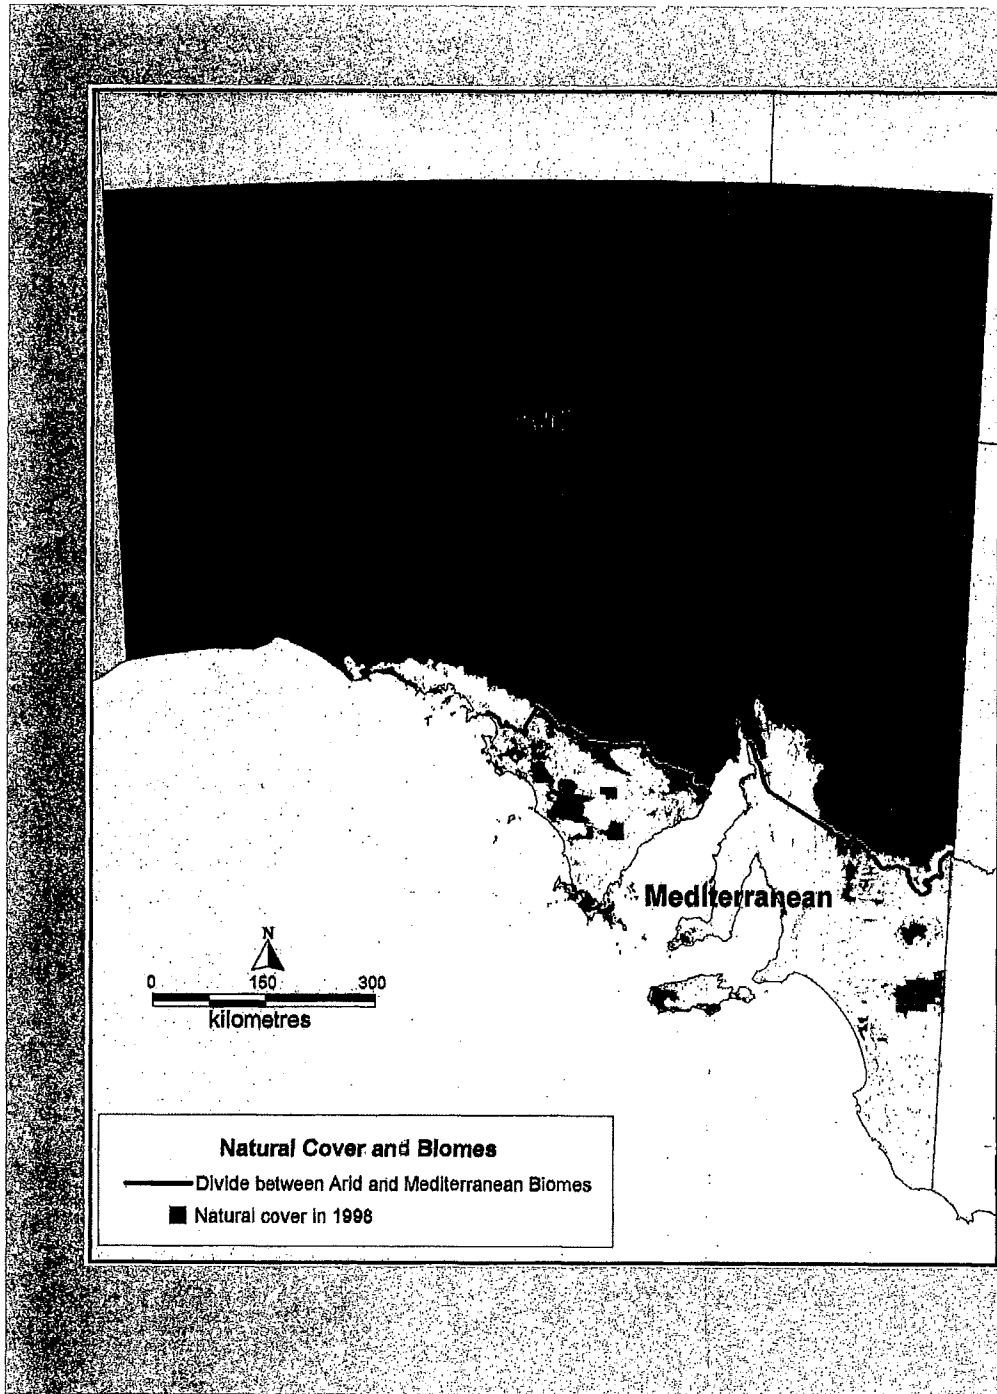 Mediterranean
N
0 150 300
kilometres
Natural Cover and Biomes
Divide between Arid and Mediterranean Biomes
Natural cover in 1998